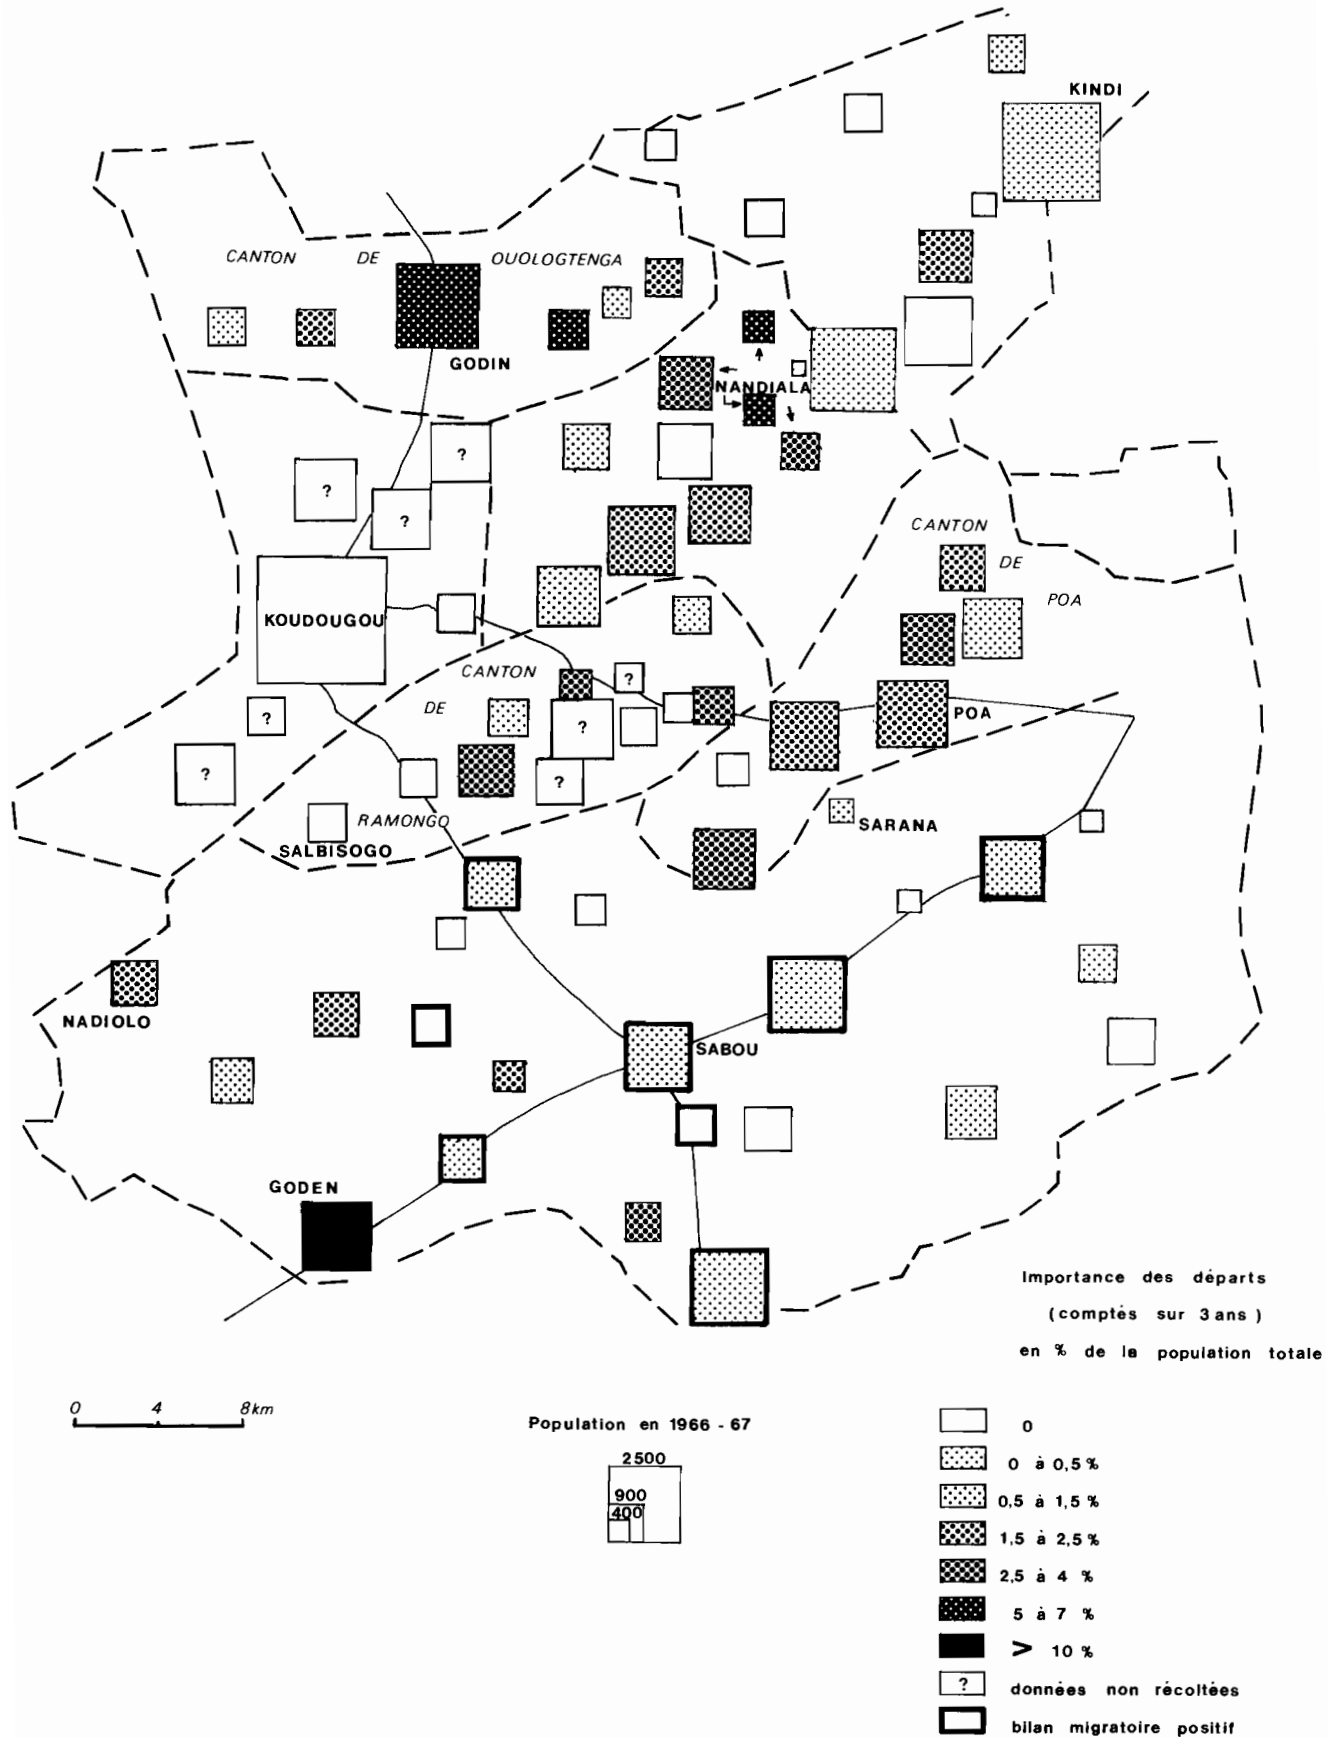 KINDI
CANTON DE OUOLOGTENGA
GODIN
NANDIALA
?
?
?
CANTON
DE
POA
KOUDOUGOU
CANTON
?
DE
?
POA
?
?
?
SARANA
RAMONGO
SALBISOGO
NADIOLO
SABOU
GODEN
Importance des départs
(comptés sur 3 ans)
en % de la population totale
0 4 8 km
Population en 1966 - 67
2500
900
400
0
0 à 0,5 %
0,5 à 1,5 %
1,5 à 2,5 %
2,5 à 4 %
5 à 7 %
> 10 %
? données non récoltées
bilan migratoire positif